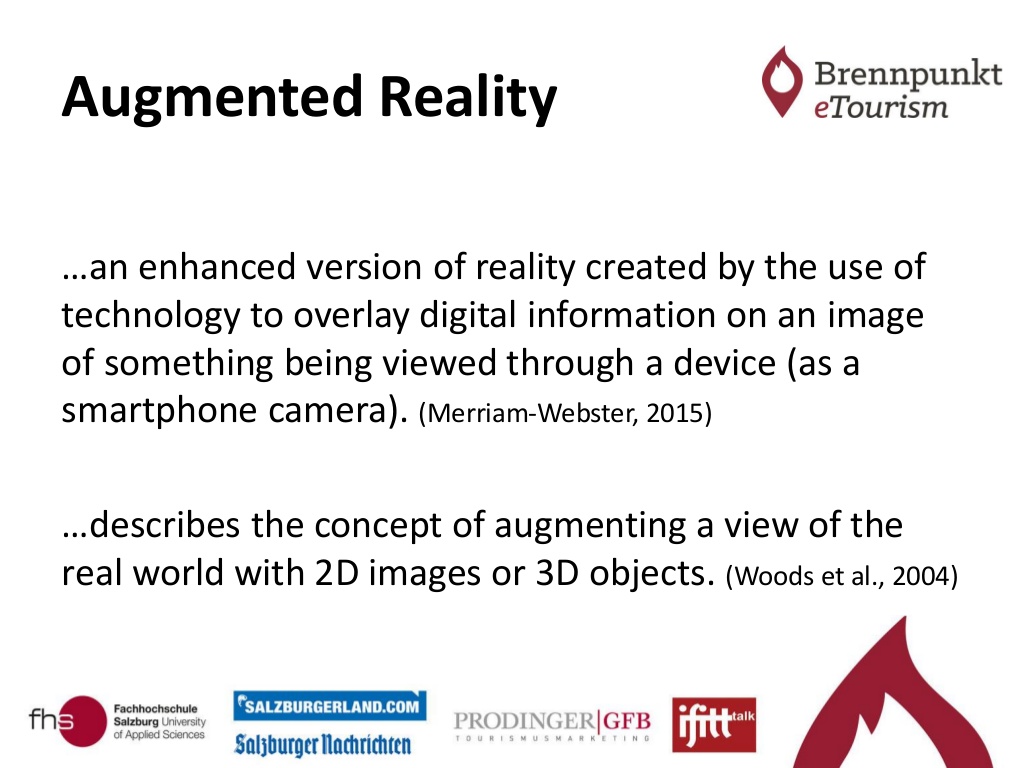 Augmented Reality
Brennpunkt
eTourism
…an enhanced version of reality created by the use of
technology to overlay digital information on an image
of something being viewed through a device (as a
smartphone camera). (Merriam-Webster, 2015)
…describes the concept of augmenting a view of the
real world with 2D images or 3D objects. (Woods et al., 2004)
fhs
Fachhochschule
Salzburg University
of Applied Sciences
SALZBURGERLAND.COM
Salzburger Nachrichten
PRODINGER|GFB
TOURISMUSMARKETING
ifitt talk